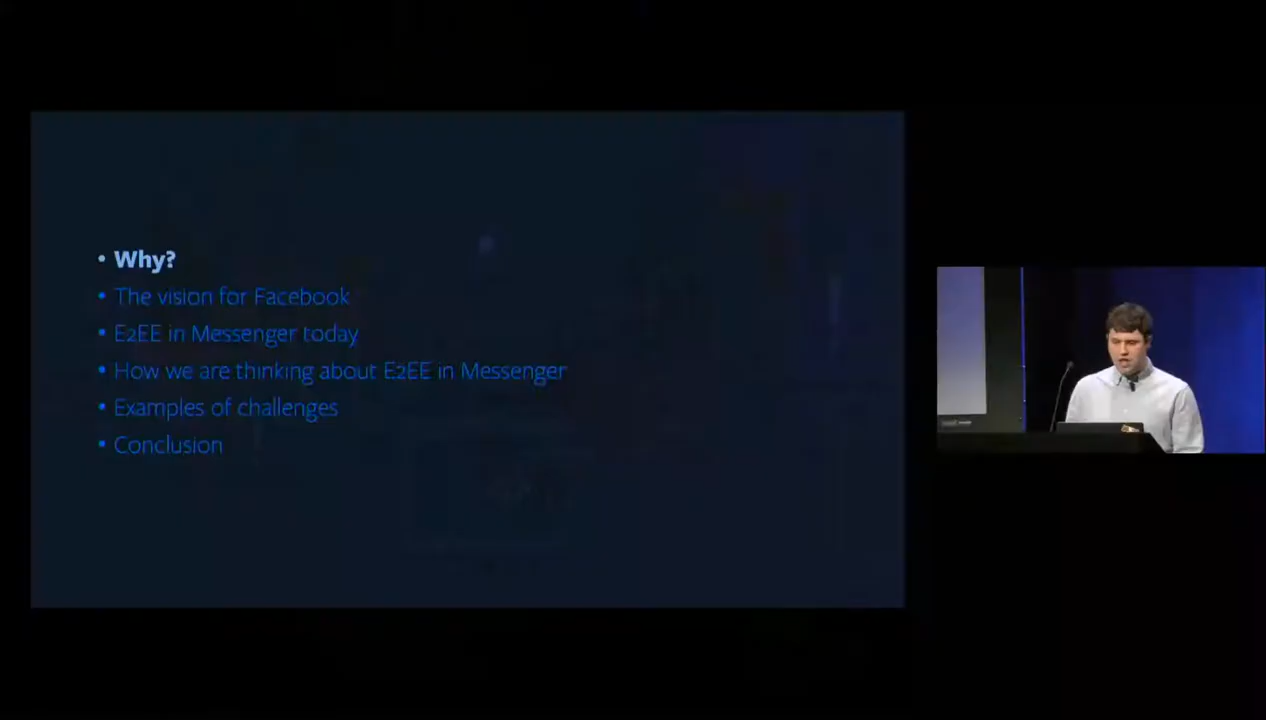 • Why?
• The vision for Facebook
• E2EE in Messenger today
• How we are thinking about E2EE in Messenger
• Examples of challenges
• Conclusion